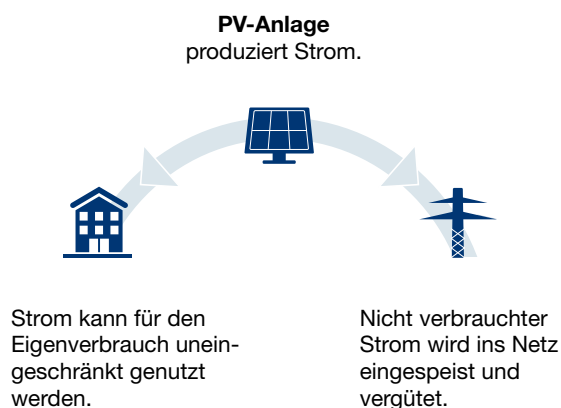 PV-Anlage
produziert Strom.
Strom kann für den
Eigenverbrauch unein-
geschränkt genutzt
werden.
Nicht verbrauchter
Strom wird ins Netz
eingespeist und
vergütet.